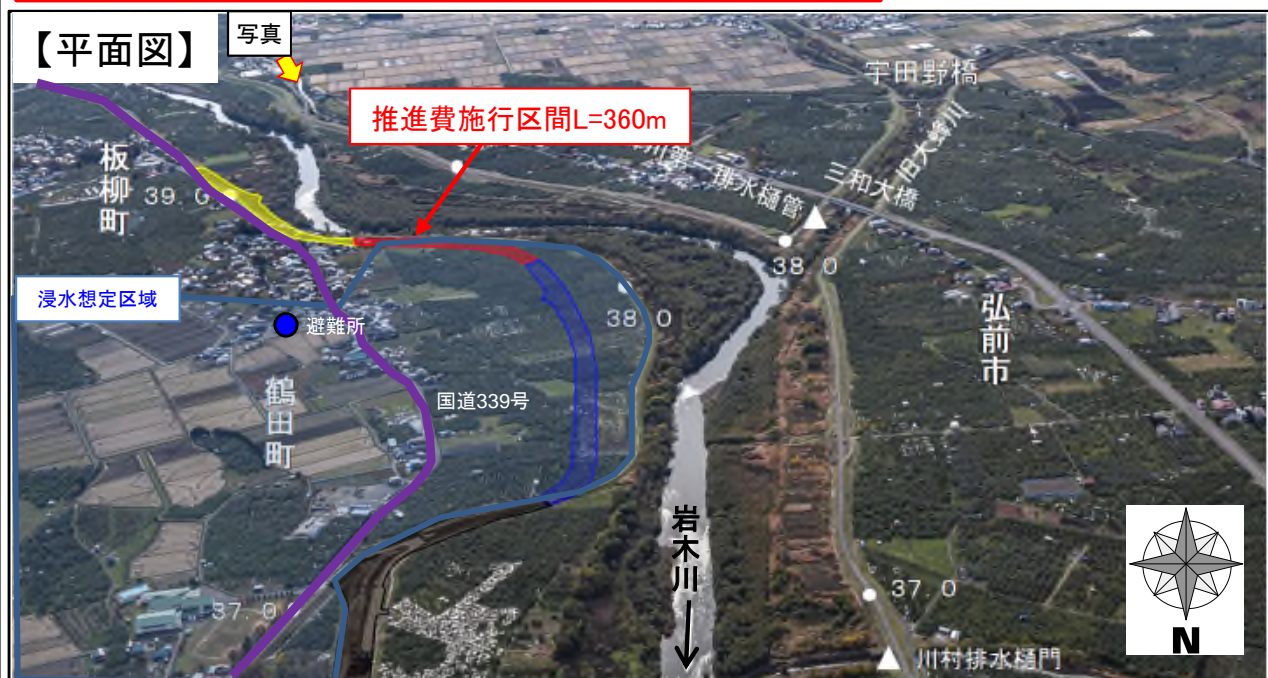 【平面図】
写真
宇田野橋
推進費施行区間L=360m
旧大蜂川
三和大橋
排水樋管
板柳町
39.0
38.0
浸水想定区域
避難所
38.0
弘前市
鶴田町
国道339号
岩木川
37.0
37.0
川村排水樋門
N